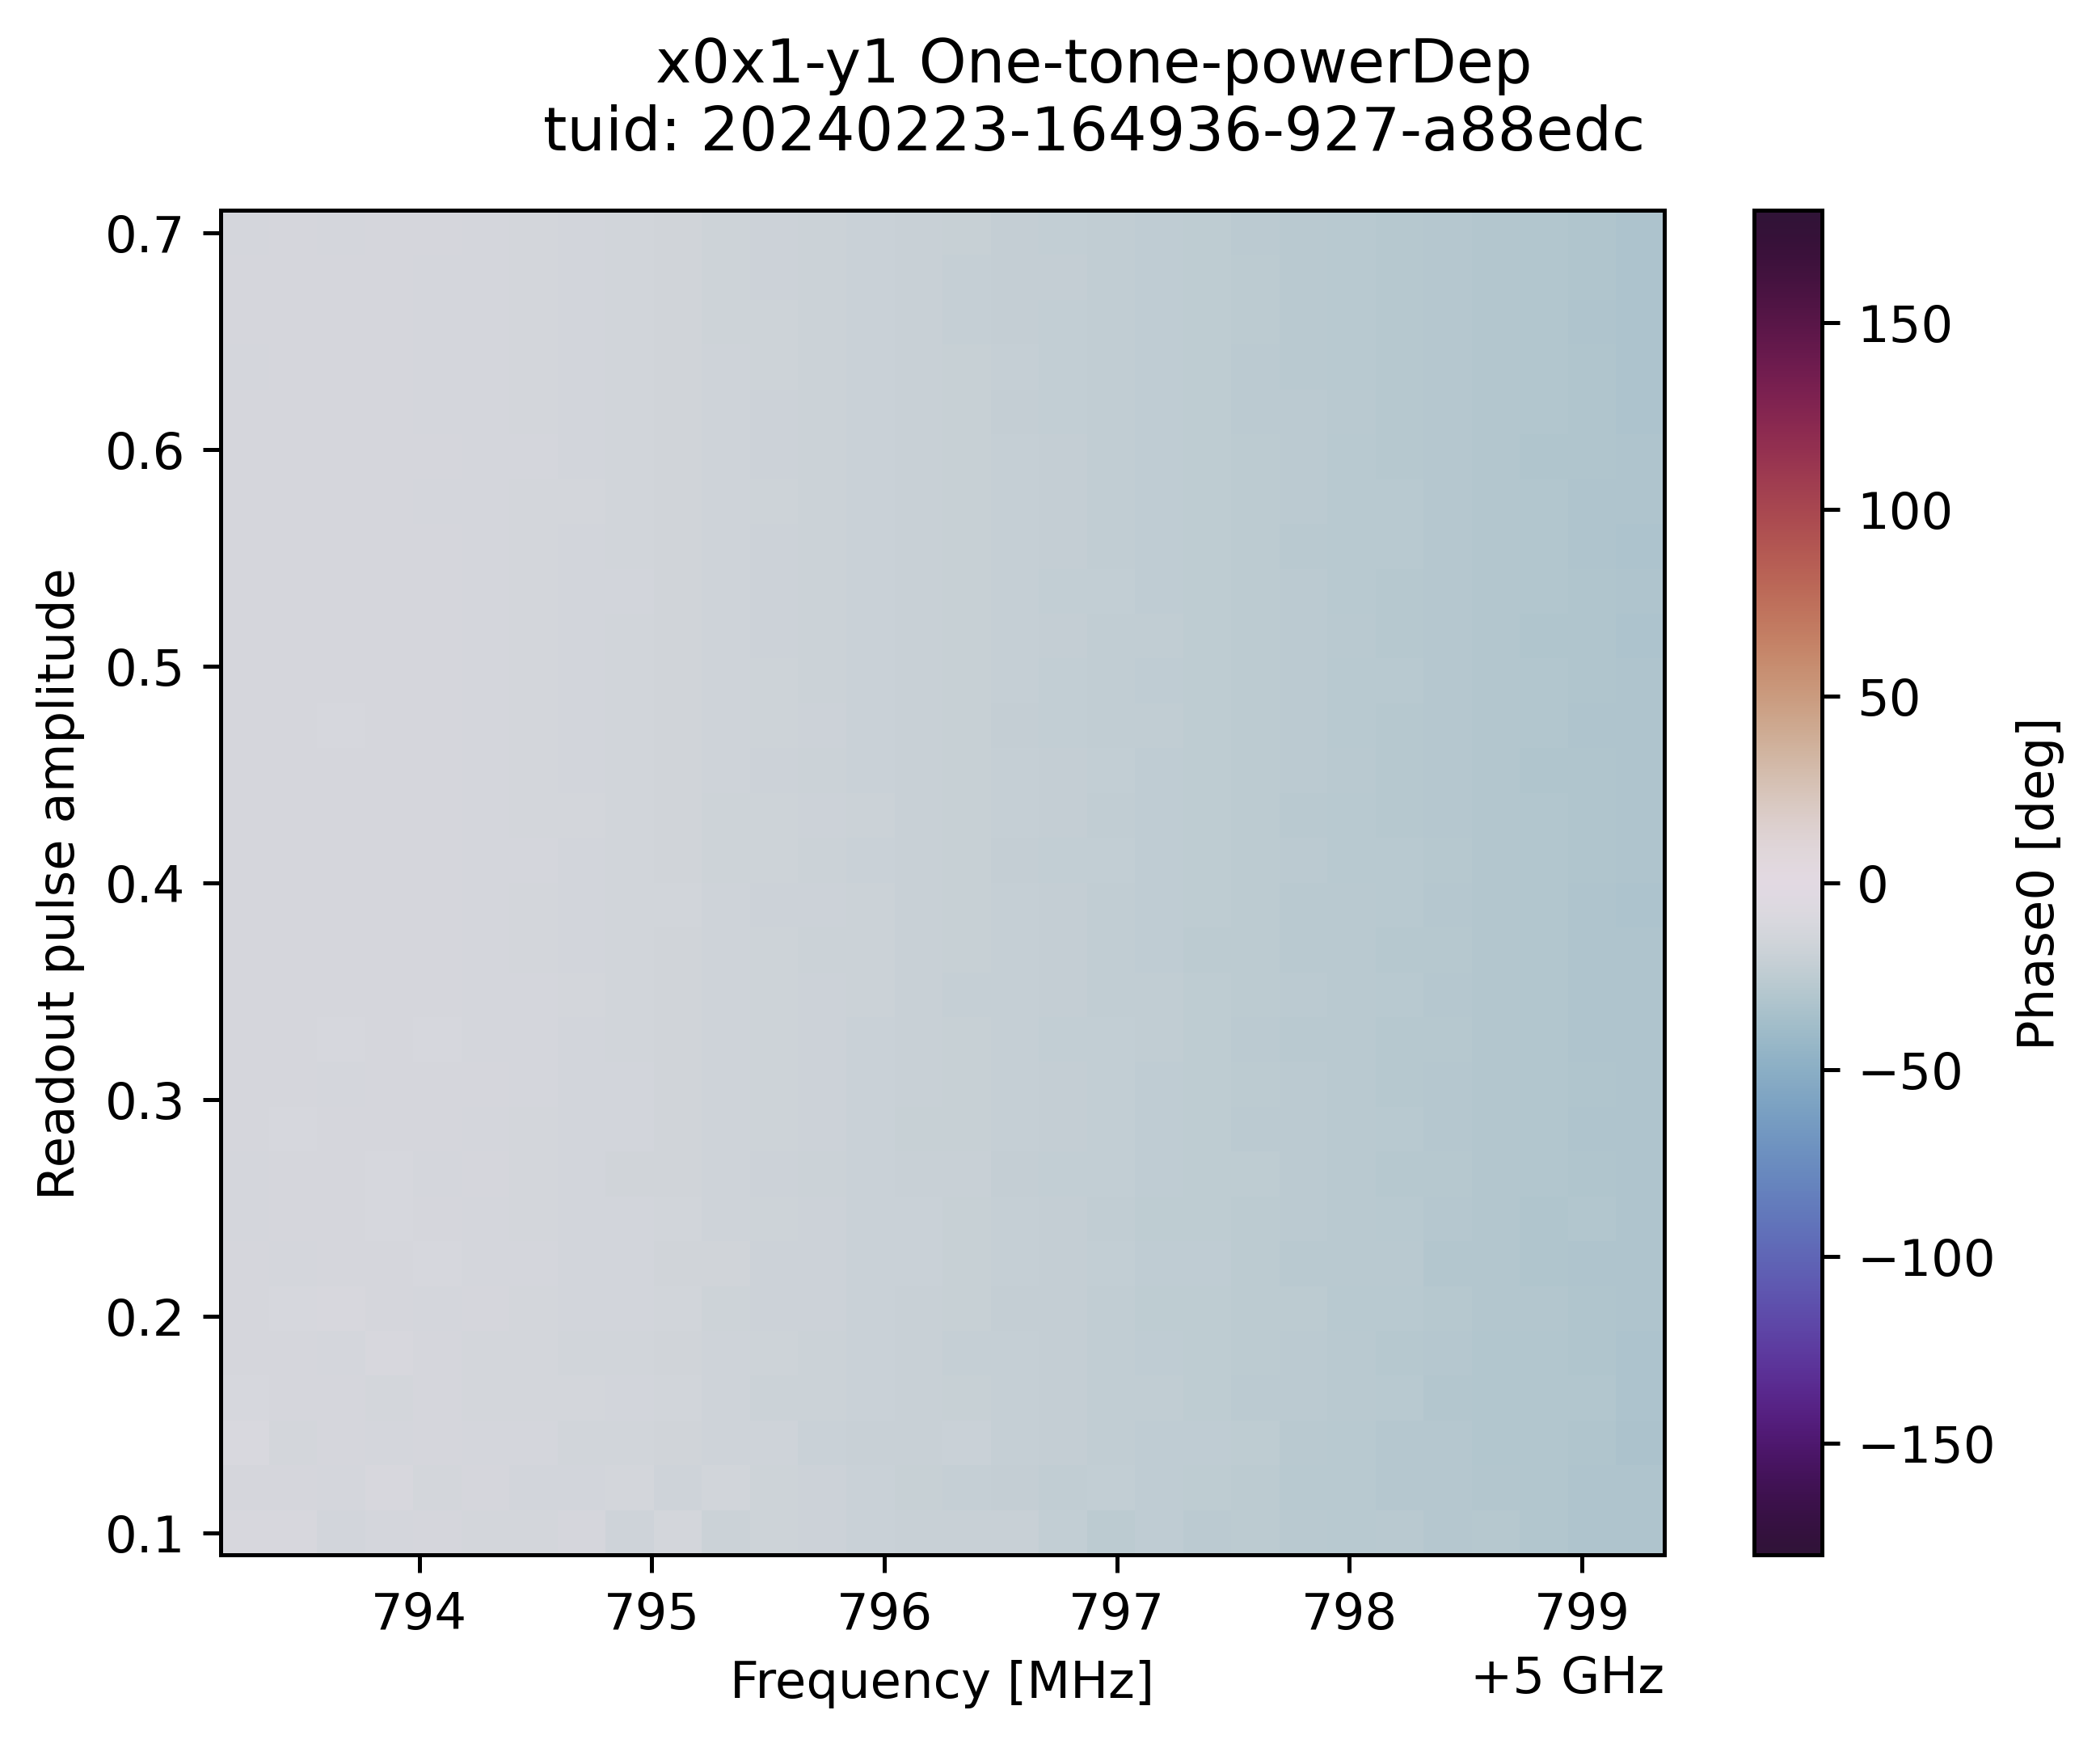 x0x1-y1 One-tone-powerDep
tuid: 20240223-164936-927-a88edc
Readout pulse amplitude
0.7
0.6
0.5
0.4
0.3
0.2
0.1
794 795 796 797 798 799
Frequency [MHz]
+5 GHz
150
100
50
0
−50
−100
−150
Phase0 [deg]